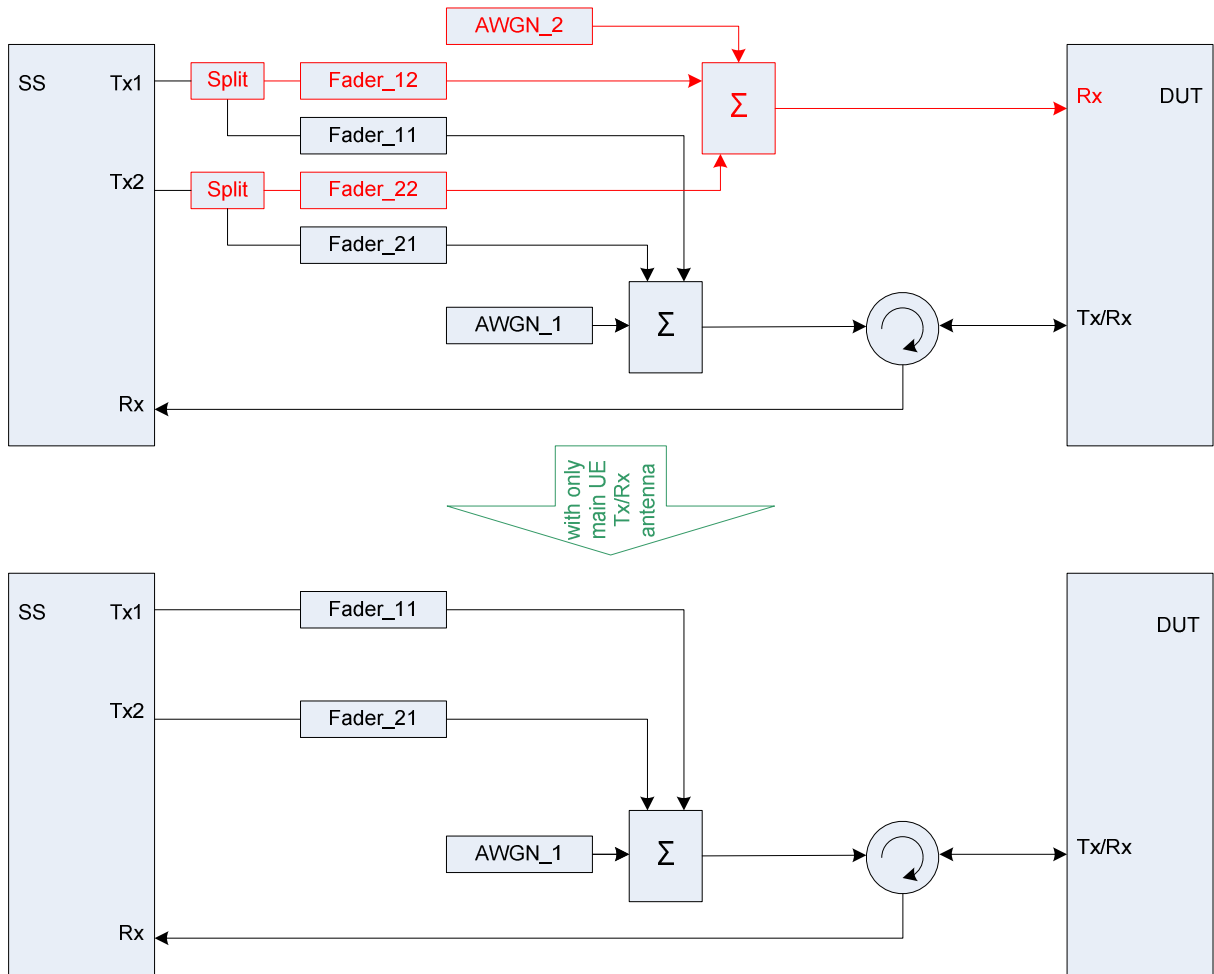 AWGN_2
SS
Tx1
Split
Fader_12
Σ
Rx
DUT
Fader_11
Tx2
Split
Fader_22
Fader_21
AWGN_1
Σ
Tx/Rx
Rx
with only
main UE
Tx/Rx
antenna
SS
Tx1
Fader_11
DUT
Tx2
Fader_21
AWGN_1
Σ
Tx/Rx
Rx